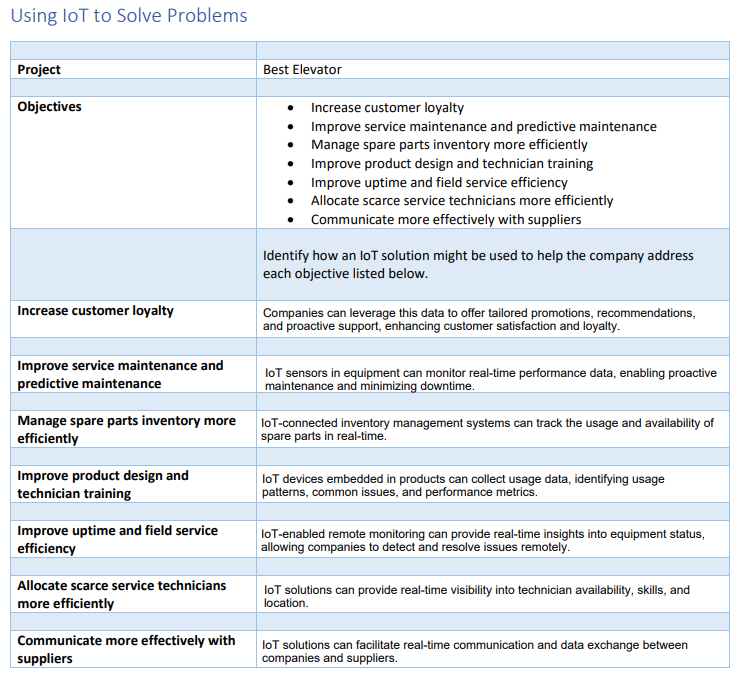 Using IoT to Solve Problems
Project
Best Elevator
Objectives
• Increase customer loyalty
• Improve service maintenance and predictive maintenance
• Manage spare parts inventory more efficiently
• Improve product design and technician training
• Improve uptime and field service efficiency
• Allocate scarce service technicians more efficiently
• Communicate more effectively with suppliers
Identify how an IoT solution might be used to help the company address
each objective listed below.
Increase customer loyalty
Companies can leverage this data to offer tailored promotions, recommendations,
and proactive support, enhancing customer satisfaction and loyalty.
Improve service maintenance and
predictive maintenance
IoT sensors in equipment can monitor real-time performance data, enabling proactive
maintenance and minimizing downtime.
Manage spare parts inventory more
efficiently
IoT-connected inventory management systems can track the usage and availability of
spare parts in real-time.
Improve product design and
technician training
IoT devices embedded in products can collect usage data, identifying usage
patterns, common issues, and performance metrics.
Improve uptime and field service
efficiency
IoT-enabled remote monitoring can provide real-time insights into equipment status,
allowing companies to detect and resolve issues remotely.
Allocate scarce service technicians
more efficiently
IoT solutions can provide real-time visibility into technician availability, skills, and
location.
Communicate more effectively with
suppliers
IoT solutions can facilitate real-time communication and data exchange between
companies and suppliers.